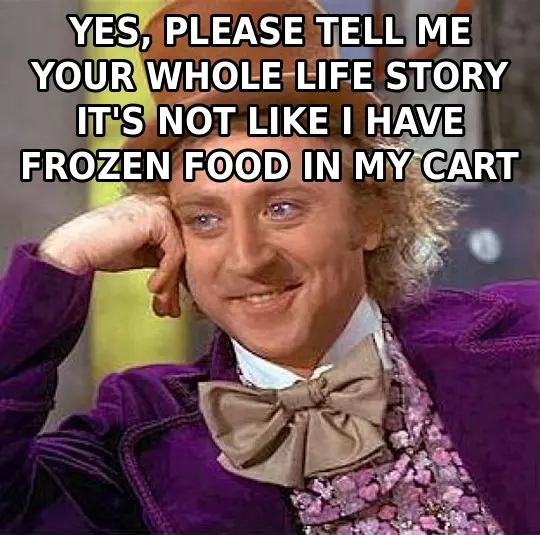 YES, PLEASE TELL ME
YOUR WHOLE LIFE STORY
IT'S NOT LIKE I HAVE
FROZEN FOOD IN MY CART